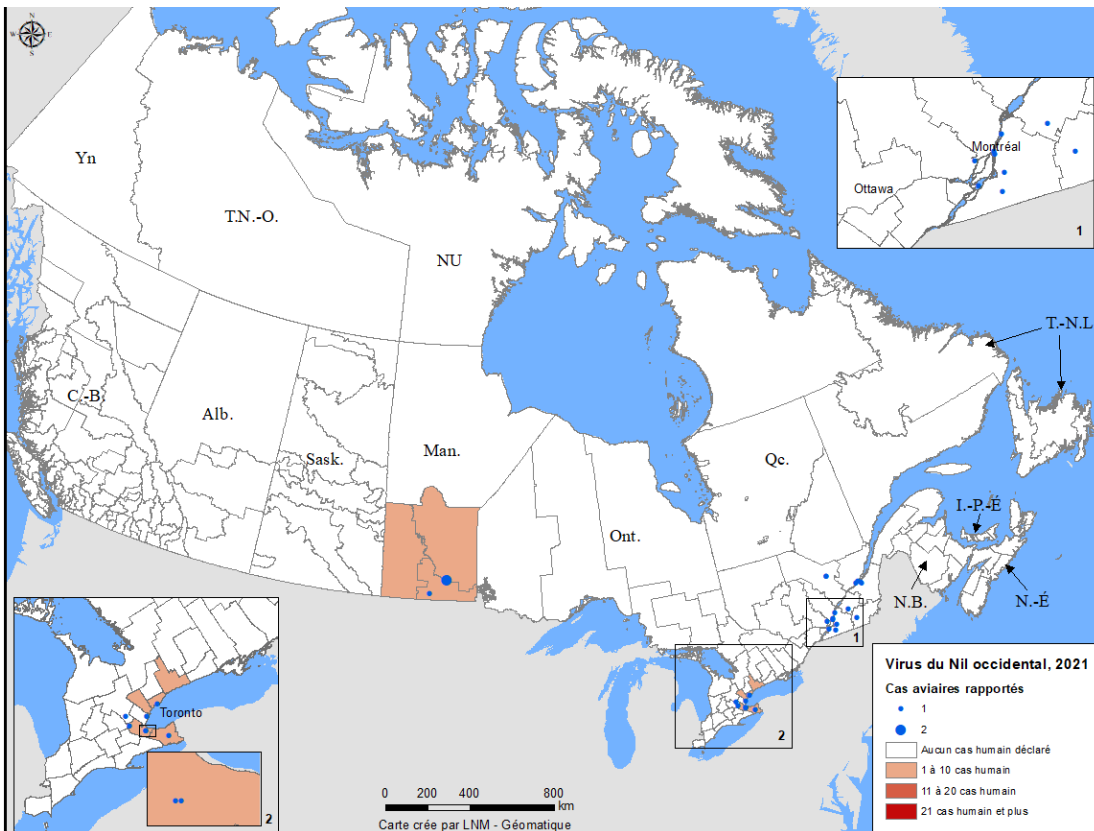 N
W
E
S
Yn
T.N.-O.
NU
C.-B.
Alb.
Sask.
Man.
Ont.
Qc.
T.-N.L
I.-P.-É
N.B.
N.-É
Montréal
Ottawa
1
1
2
Toronto
2
0 200 400 800
km
Carte crée par LNM - Géomatique
Virus du Nil occidental, 2021
Cas aviaires rapportés
1
2
Aucun cas humain déclaré
1 à 10 cas humain
11 à 20 cas humain
21 cas humain et plus